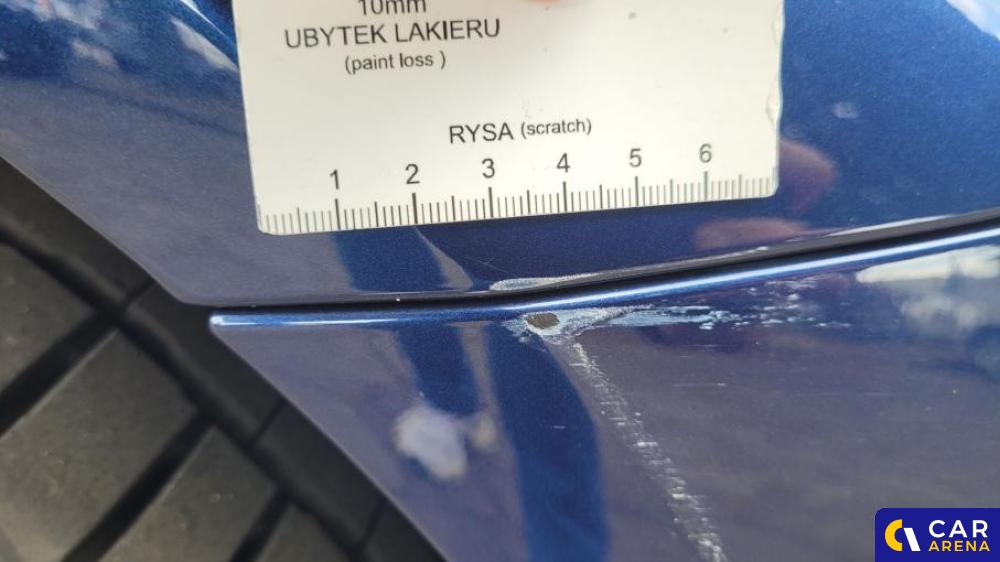 10mm
UBYTEK LAKIERU
(paint loss )
RYSA (scratch)
1 2 3 4 5 6
CAR
ARENA